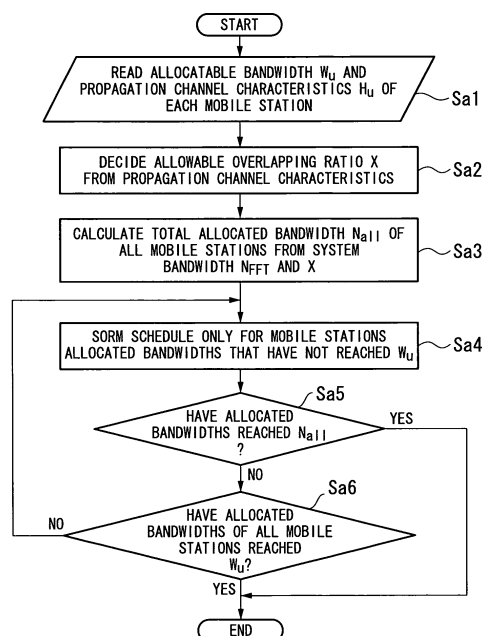 START
READ ALLOCATABLE BANDWIDTH Wu AND
PROPAGATION CHANNEL CHARACTERISTICS Hu OF
EACH MOBILE STATION
Sa1
DECIDE ALLOWABLE OVERLAPPING RATIO X
FROM PROPAGATION CHANNEL CHARACTERISTICS
Sa2
CALCULATE TOTAL ALLOCATED BANDWIDTH Nall OF
ALL MOBILE STATIONS FROM SYSTEM
BANDWIDTH NFFT AND X
Sa3
SORM SCHEDULE ONLY FOR MOBILE STATIONS
ALLOCATED BANDWIDTHS THAT HAVE NOT REACHED Wu
Sa4
Sa5
HAVE ALLOCATED
BANDWIDTHS REACHED Nall
?
YES
NO
Sa6
HAVE ALLOCATED
BANDWIDTHS OF ALL MOBILE
STATIONS REACHED
Wu?
NO
YES
END